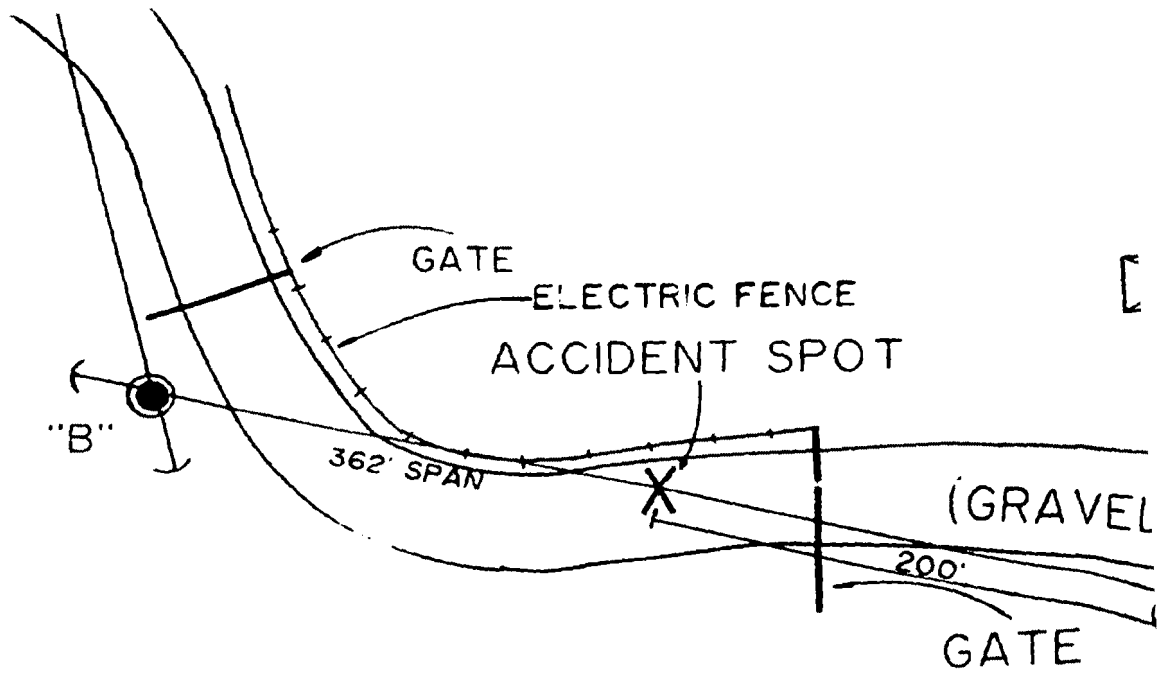 GATE
ELECTRIC FENCE
ACCIDENT SPOT
"B"
362' SPAN
(GRAVEL
200'
GATE